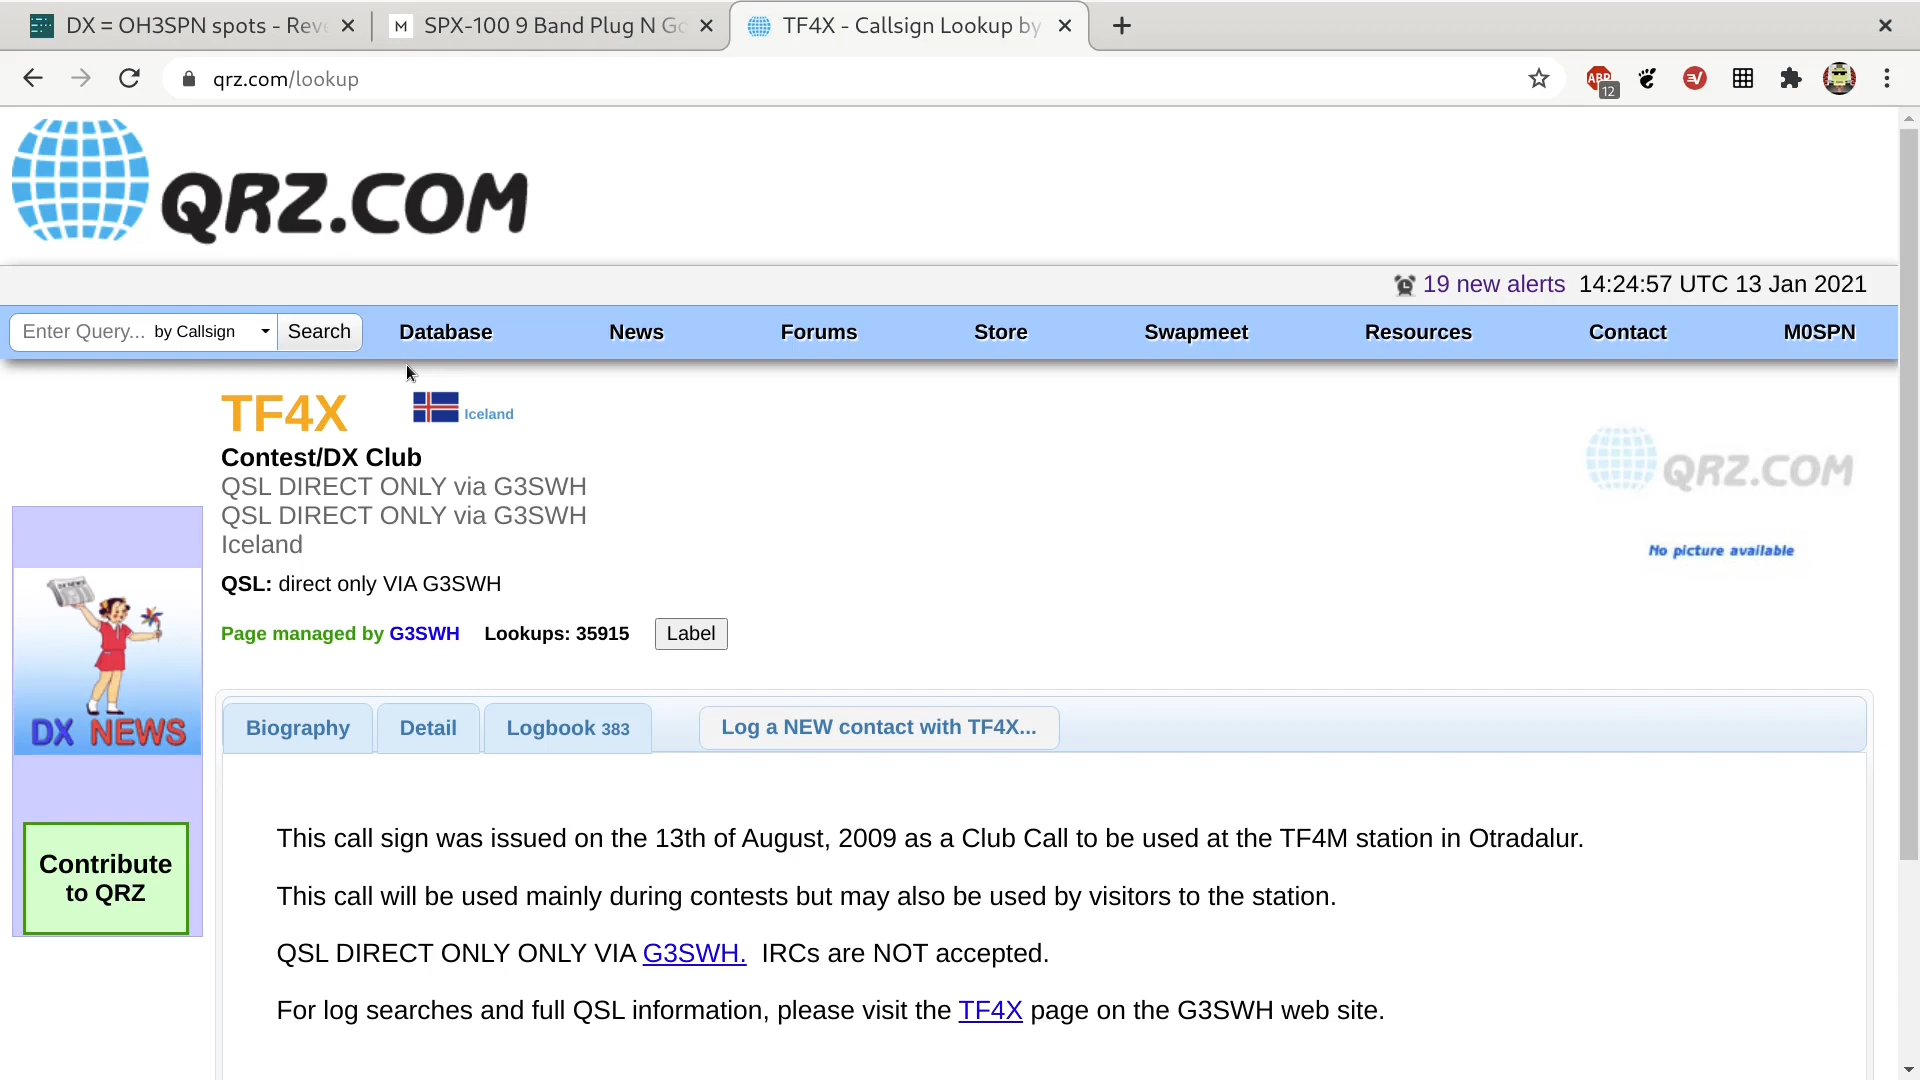 DX = OH3SPN spots - Reve
SPX-100 9 Band Plug N Go
TF4X - Callsign Lookup by
qrz.com/lookup
ABP
12
QRZ.COM
19 new alerts 14:24:57 UTC 13 Jan 2021
Enter Query... by Callsign Search Database News Forums Store Swapmeet Resources Contact M0SPN
TF4X Iceland
Contest/DX Club
QSL DIRECT ONLY via G3SWH
QSL DIRECT ONLY via G3SWH
Iceland
QRZ.COM
No picture available
QSL: direct only VIA G3SWH
Page managed by G3SWH Lookups: 35915 Label
DX NEWS
Contribute
to QRZ
Biography Detail Logbook 383 Log a NEW contact with TF4X...
This call sign was issued on the 13th of August, 2009 as a Club Call to be used at the TF4M station in Otradalur.
This call will be used mainly during contests but may also be used by visitors to the station.
QSL DIRECT ONLY ONLY VIA G3SWH. IRCs are NOT accepted.
For log searches and full QSL information, please visit the TF4X page on the G3SWH web site.